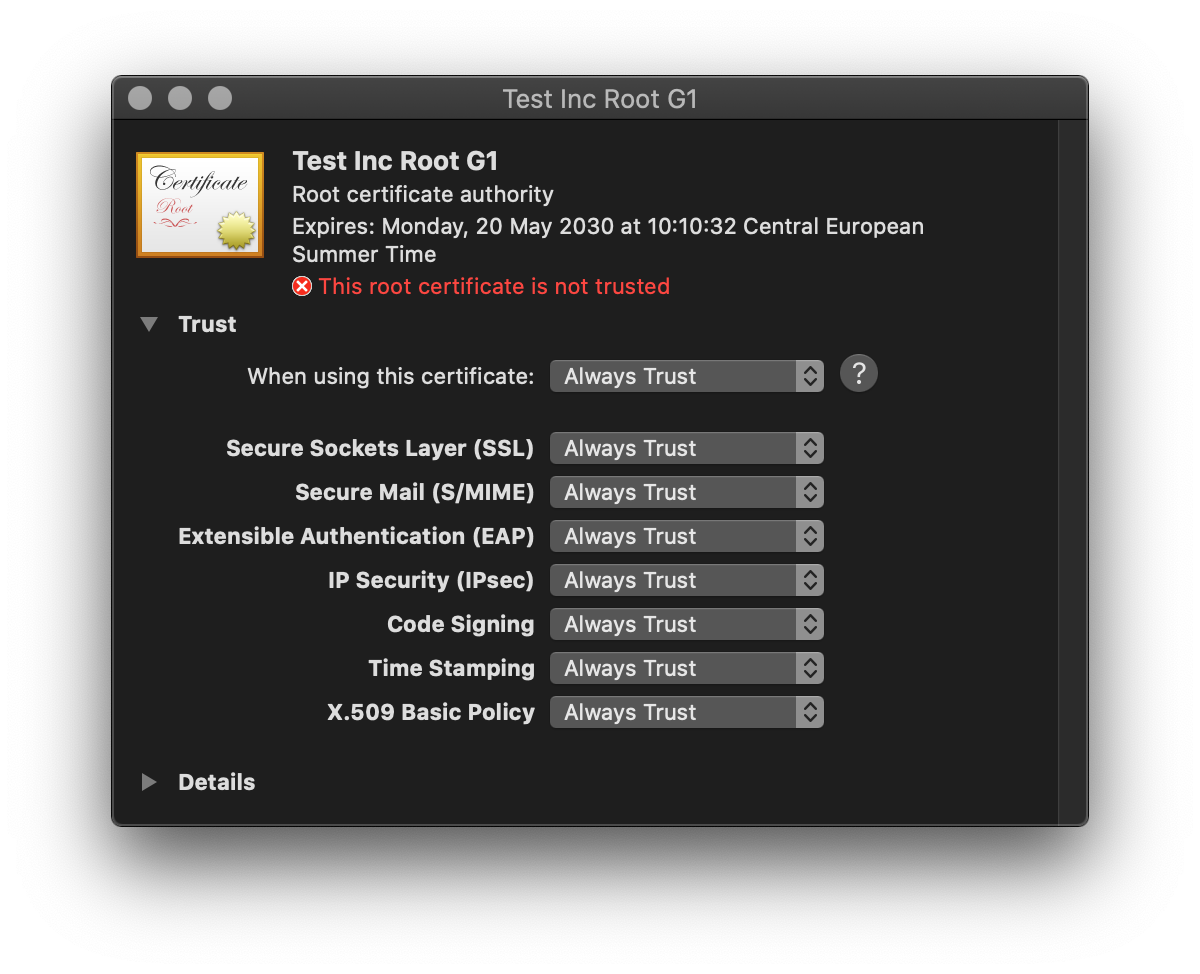 Test Inc Root G1
Certificate
Root
Test Inc Root G1
Root certificate authority
Expires: Monday, 20 May 2030 at 10:10:32 Central European
Summer Time
This root certificate is not trusted
Trust
When using this certificate: Always Trust ?
Secure Sockets Layer (SSL) Always Trust
Secure Mail (S/MIME) Always Trust
Extensible Authentication (EAP) Always Trust
IP Security (IPsec) Always Trust
Code Signing Always Trust
Time Stamping Always Trust
X.509 Basic Policy Always Trust
Details